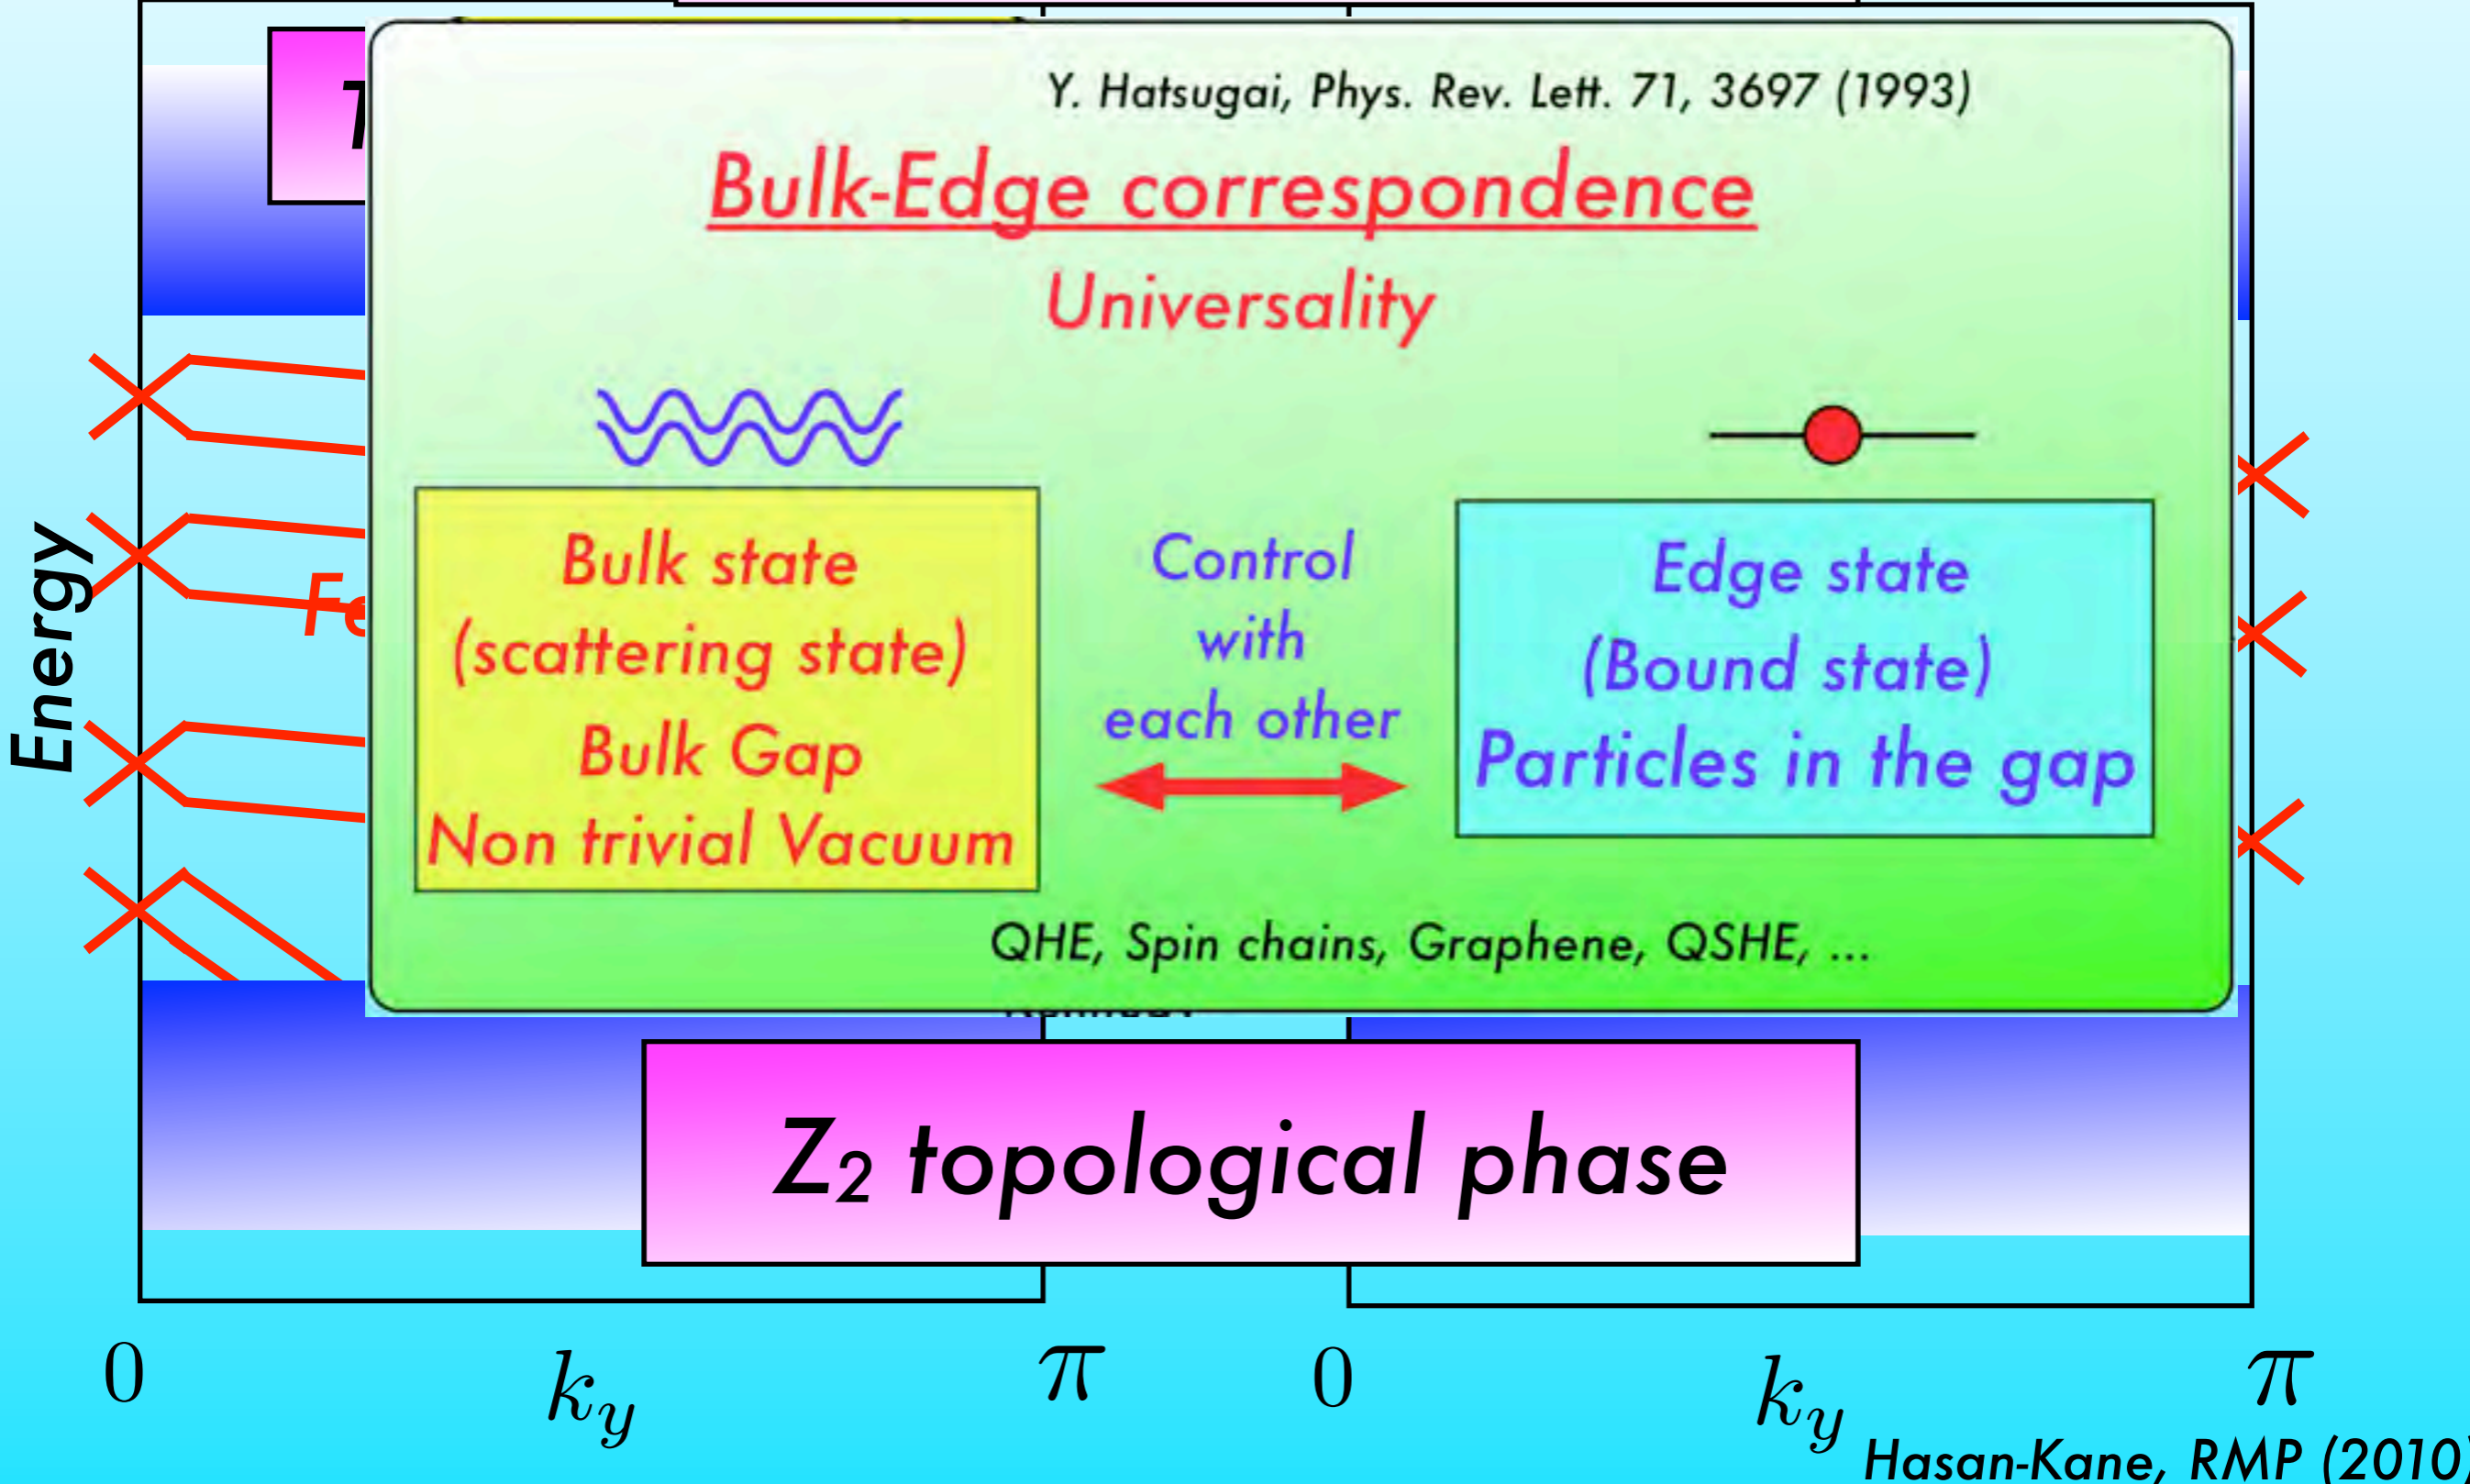 Y. Hatsugai, Phys. Rev. Lett. 71, 3697 (1993)
Bulk-Edge correspondence
Universality
Bulk state
(scattering state)
Bulk Gap
Non trivial Vacuum
Control
with
each other
Edge state
(Bound state)
Particles in the gap
QHE, Spin chains, Graphene, QSHE, ...
Energy
Z₂ topological phase
0
k_y
π
0
k_y
π
Hasan-Kane, RMP (2010)